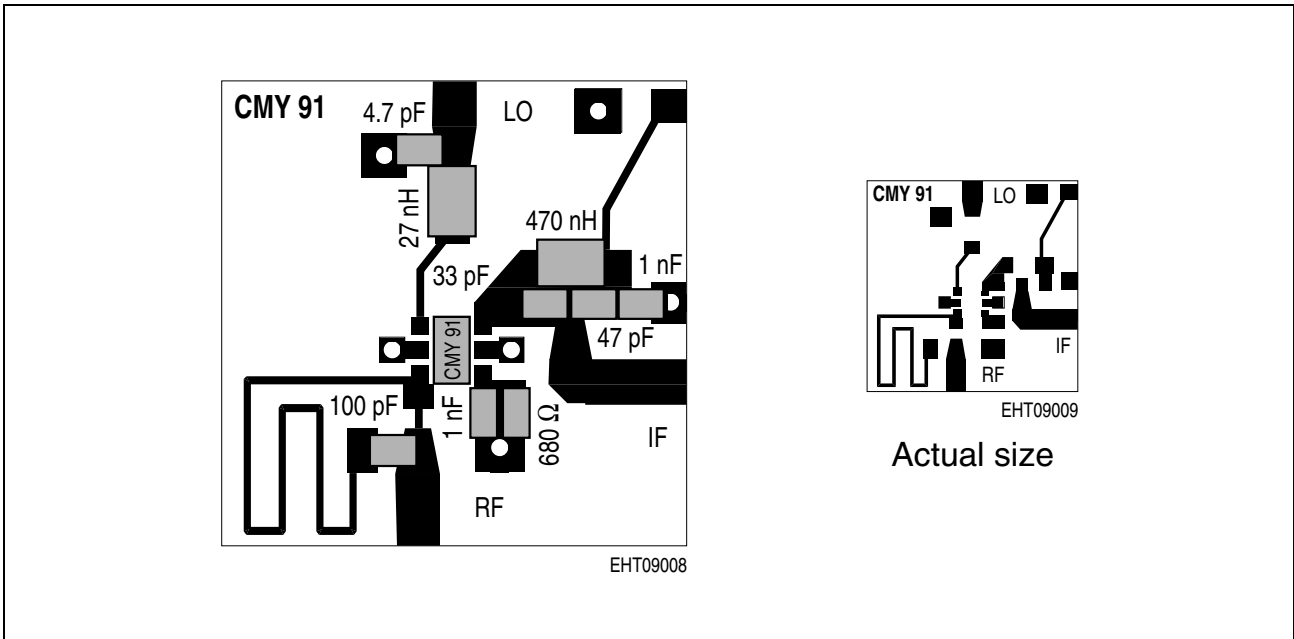 CMY 91
4.7 pF
LO
27 nH
470 nH
33 pF
1 nF
CMY 91
47 pF
100 pF
1 nF
680 Ω
IF
RF
EHT09008
CMY 91
LO
IF
RF
EHT09009
Actual size